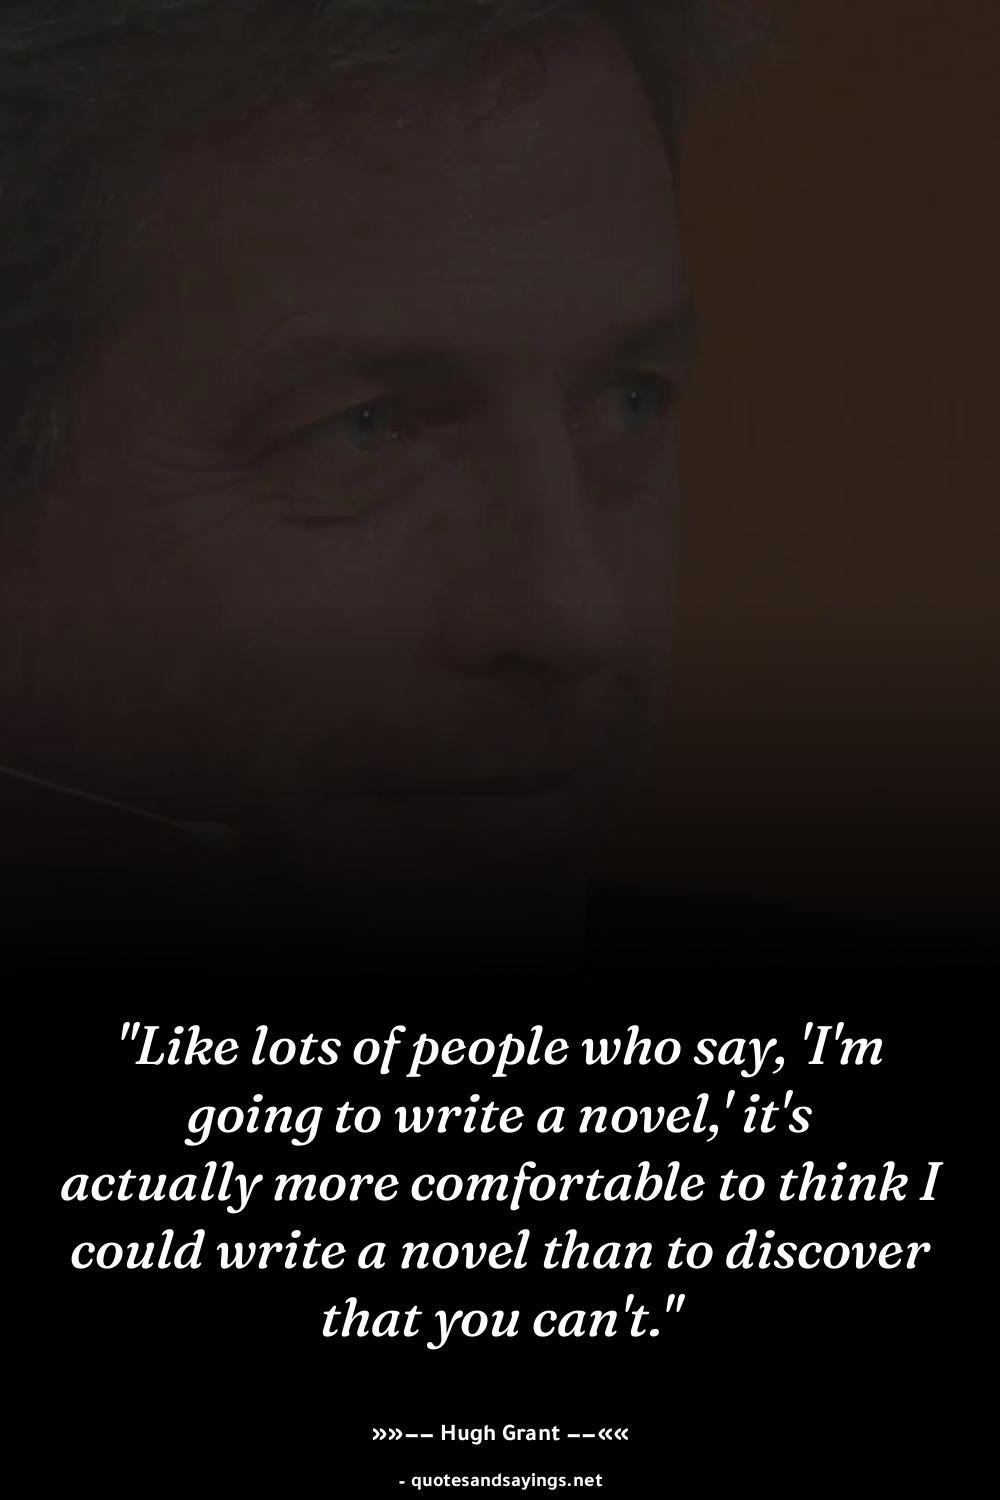 "Like lots of people who say, 'I'm
going to write a novel,' it's
actually more comfortable to think I
could write a novel than to discover
that you can't."
»»−− Hugh Grant −−««
- quotesandsayings.net